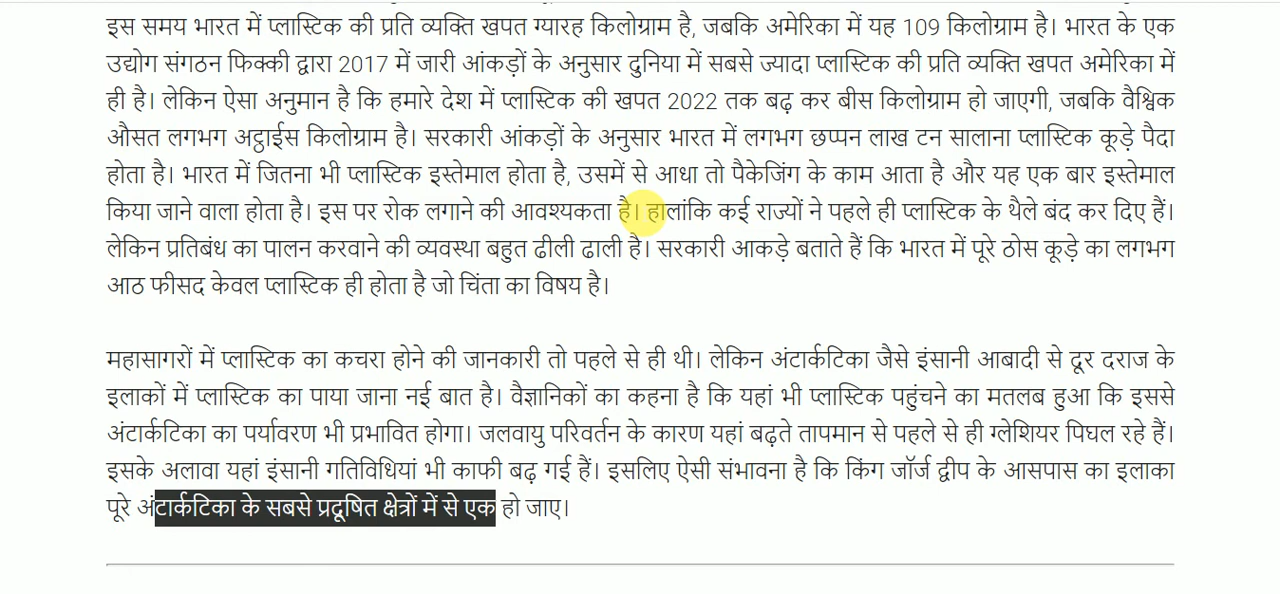 इस समय भारत में प्लास्टिक की प्रति व्यक्ति खपत ग्यारह किलोग्राम है, जबकि अमेरिका में यह 109 किलोग्राम है। भारत के एक
उद्योग संगठन फिक्की द्वारा 2017 में जारी आंकड़ों के अनुसार दुनिया में सबसे ज्यादा प्लास्टिक की प्रति व्यक्ति खपत अमेरिका में
ही है। लेकिन ऐसा अनुमान है कि हमारे देश में प्लास्टिक की खपत 2022 तक बढ़ कर बीस किलोग्राम हो जाएगी, जबकि वैश्विक
औसत लगभग अट्ठाईस किलोग्राम है। सरकारी आंकड़ों के अनुसार भारत में लगभग छप्पन लाख टन सालाना प्लास्टिक कूड़े पैदा
होता है। भारत में जितना भी प्लास्टिक इस्तेमाल होता है, उसमें से आधा तो पैकेजिंग के काम आता है और यह एक बार इस्तेमाल
किया जाने वाला होता है। इस पर रोक लगाने की आवश्यकता है। हालांकि कई राज्यों ने पहले ही प्लास्टिक के थैले बंद कर दिए हैं।
लेकिन प्रतिबंध का पालन करवाने की व्यवस्था बहुत ढीली ढाली है। सरकारी आकड़े बताते हैं कि भारत में पूरे ठोस कूड़े का लगभग
आठ फीसद केवल प्लास्टिक ही होता है जो चिंता का विषय है।
महासागरों में प्लास्टिक का कचरा होने की जानकारी तो पहले से ही थी। लेकिन अंटार्कटिका जैसे इंसानी आबादी से दूर दराज के
इलाकों में प्लास्टिक का पाया जाना नई बात है। वैज्ञानिकों का कहना है कि यहां भी प्लास्टिक पहुंचने का मतलब हुआ कि इससे
अंटार्कटिका का पर्यावरण भी प्रभावित होगा। जलवायु परिवर्तन के कारण यहां बढ़ते तापमान से पहले से ही ग्लेशियर पिघल रहे हैं।
इसके अलावा यहां इंसानी गतिविधियां भी काफी बढ़ गई हैं। इसलिए ऐसी संभावना है कि किंग जॉर्ज द्वीप के आसपास का इलाका
पूरे अंटार्कटिका के सबसे प्रदूषित क्षेत्रों में से एक हो जाए।